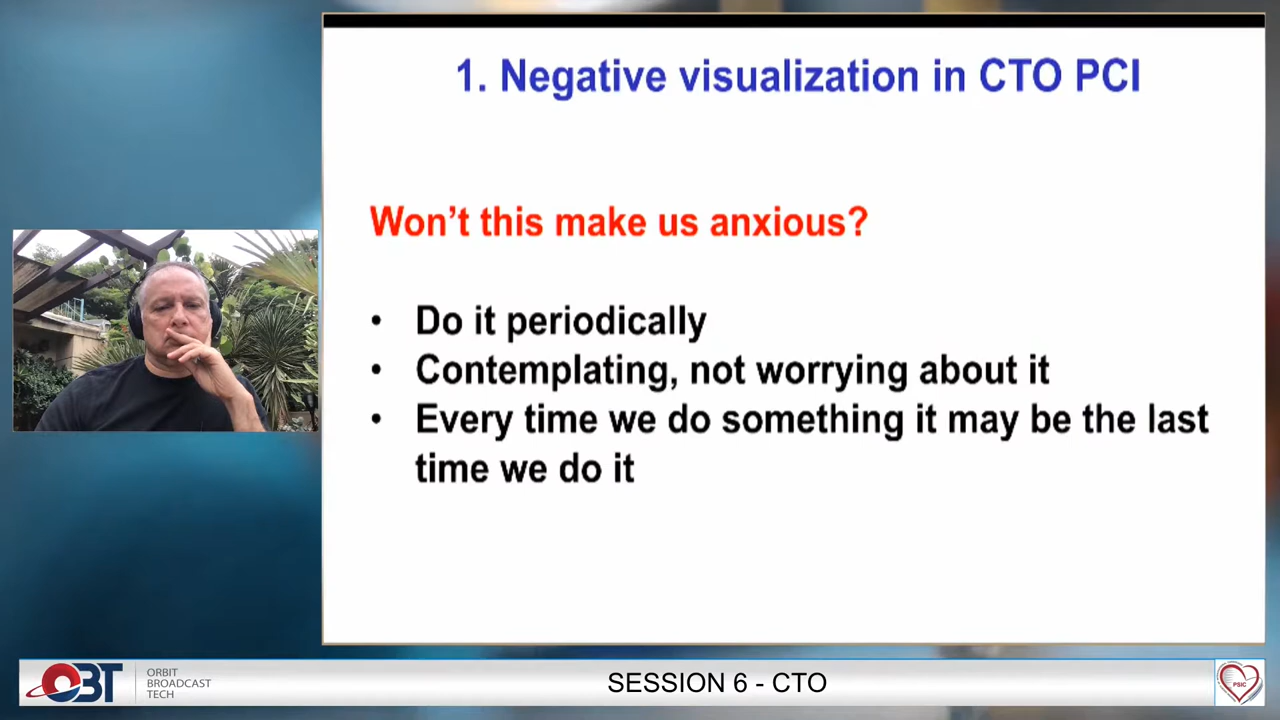 1. Negative visualization in CTO PCI
Won't this make us anxious?
• Do it periodically
• Contemplating, not worrying about it
• Every time we do something it may be the last
time we do it
OBT
ORBIT
BROADCAST
TECH
SESSION 6 - CTO
PSIC